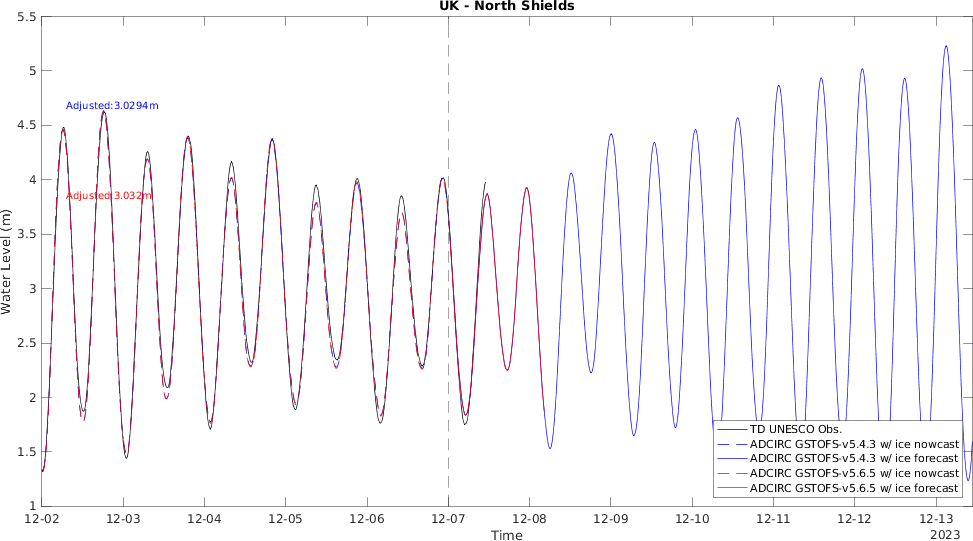 UK - North Shields
5.5
5
4.5
4
3.5
3
2.5
2
1.5
1
Water Level (m)
Adjusted:3.0294m
Adjusted:3.032m
TD UNESCO Obs.
ADCIRC GSTOFS-v5.4.3 w/ ice nowcast
ADCIRC GSTOFS-v5.4.3 w/ ice forecast
ADCIRC GSTOFS-v5.6.5 w/ ice nowcast
ADCIRC GSTOFS-v5.6.5 w/ ice forecast
12-02 12-03 12-04 12-05 12-06 12-07 12-08 12-09 12-10 12-11 12-12 12-13
Time
2023